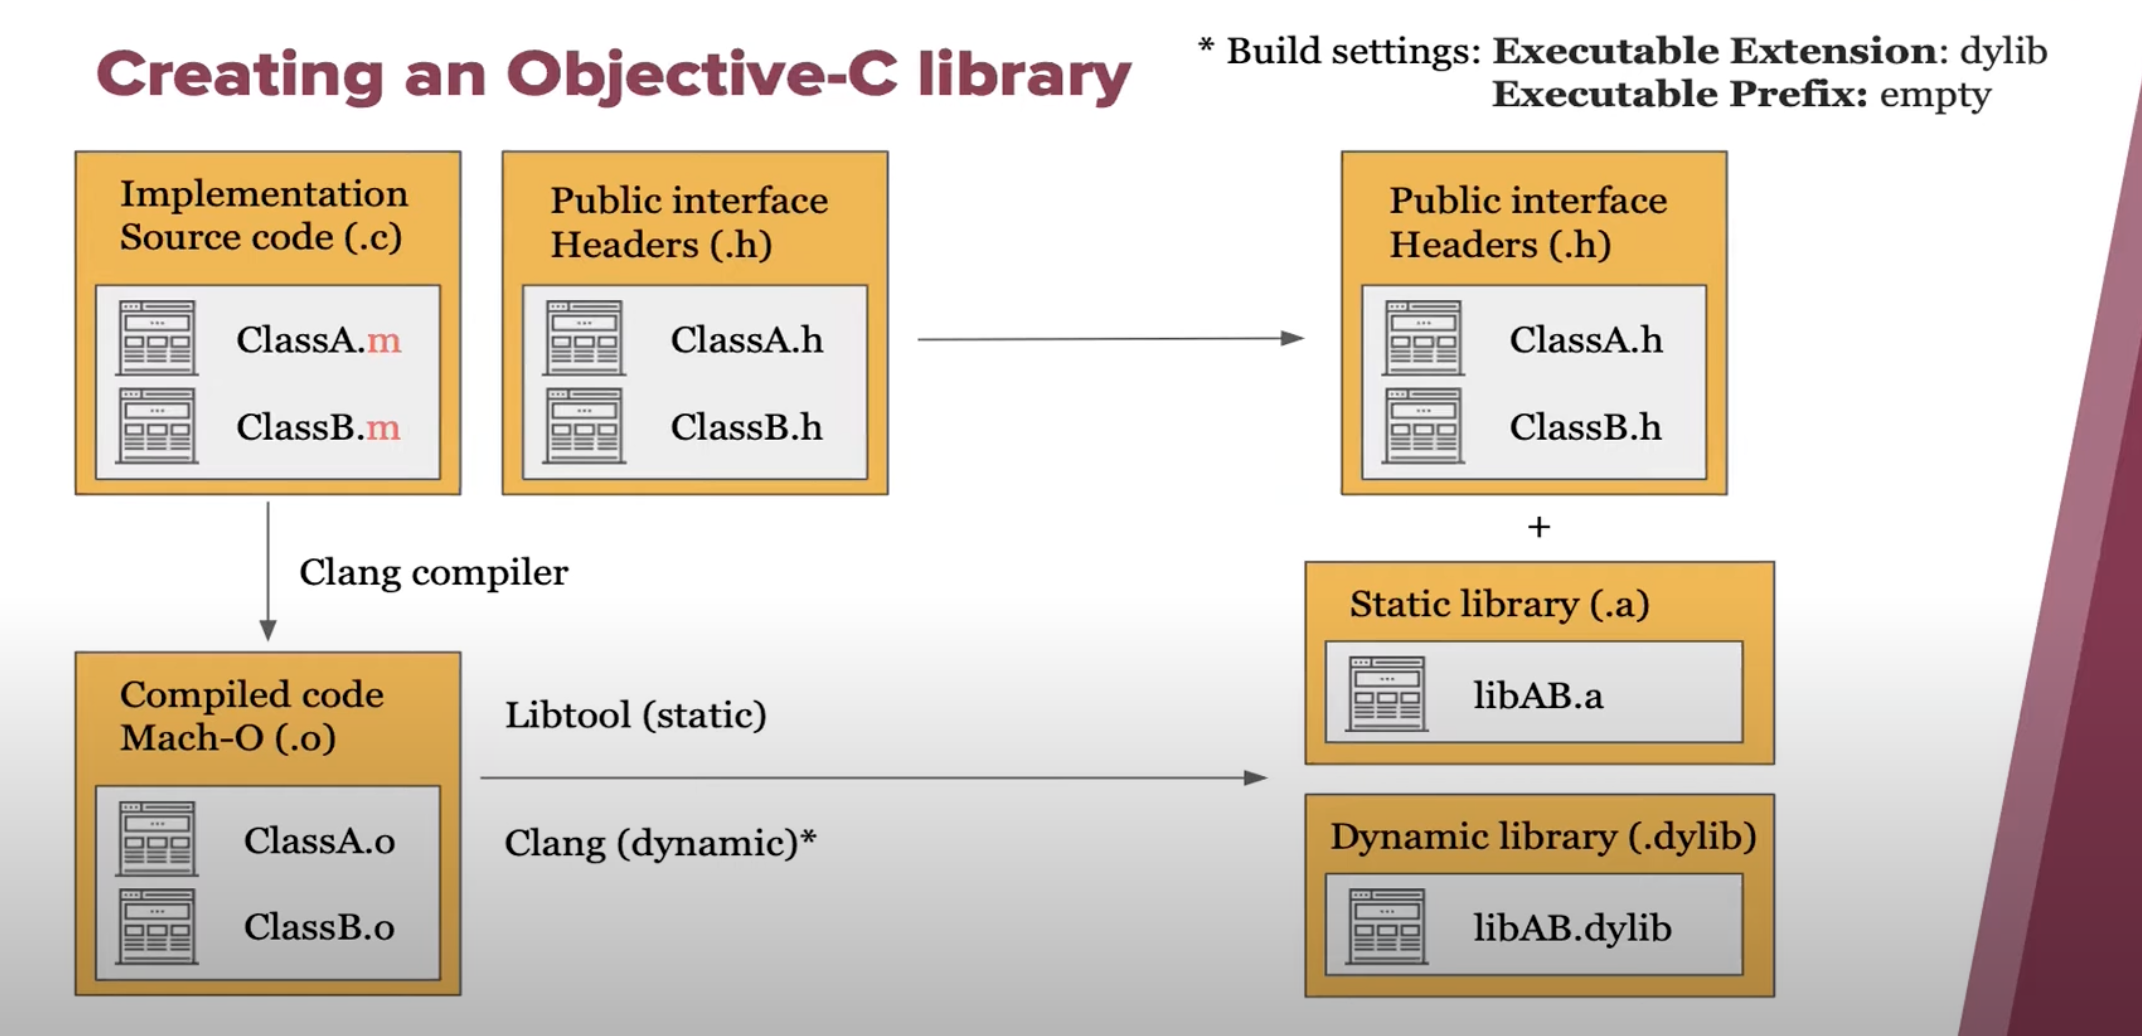 Creating an Objective-C library
* Build settings: Executable Extension: dylib
Executable Prefix: empty
Implementation
Source code (.c)
ClassA.m
ClassB.m
Public interface
Headers (.h)
ClassA.h
ClassB.h
Public interface
Headers (.h)
ClassA.h
ClassB.h
+
Clang compiler
Compiled code
Mach-O (.o)
ClassA.o
ClassB.o
Libtool (static)
Clang (dynamic)*
Static library (.a)
libAB.a
Dynamic library (.dylib)
libAB.dylib